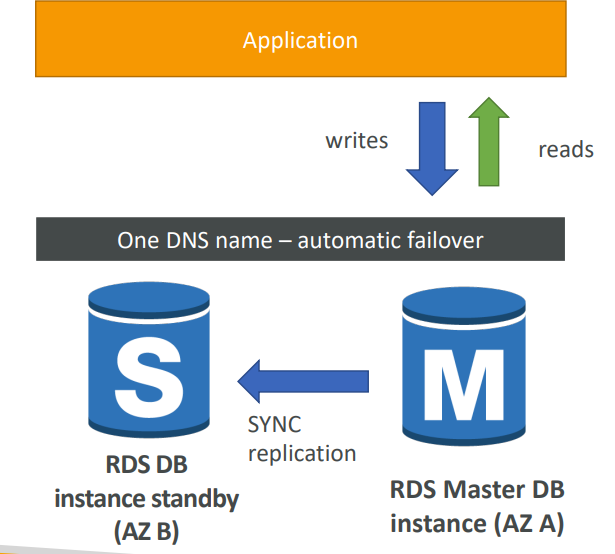 Application
writes
reads
One DNS name – automatic failover
S
M
SYNC
replication
RDS DB
instance standby
(AZ B)
RDS Master DB
instance (AZ A)